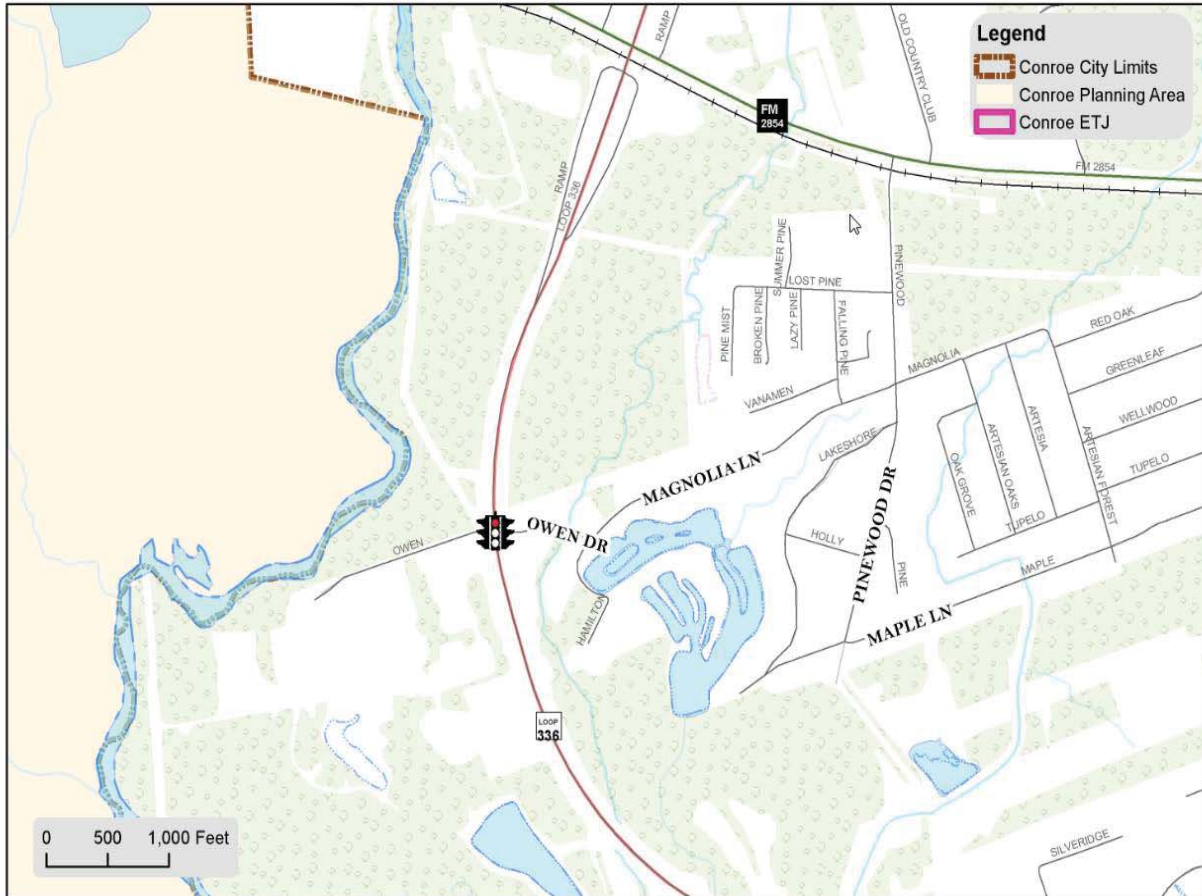 Legend
Conroe City Limits
Conroe Planning Area
Conroe ETJ
RAMP
OLD COUNTRY CLUB
FM
2854
FM 2854
RAMP
LOOP 336
PINEWOOD
SUMMER PINE
LOST PINE
PINE MIST
BROKEN PINE
LAZY PINE
FALLING PINE
RED OAK
MAGNOLIA
GREENLEAF
VANAMEN
WELLWOOD
LAKESHORE
ARTESIA
ARTESIAN OAKS
ARTESIAN FOREST
OAK GROVE
TUPELO
MAGNOLIA LN
TUPELO
OWEN DR
OWEN
HOLLY
PINEWOOD DR
PINE
MAPLE
HAMILTON
MAPLE LN
LOOP
336
0 500 1,000 Feet
SILVERIDGE